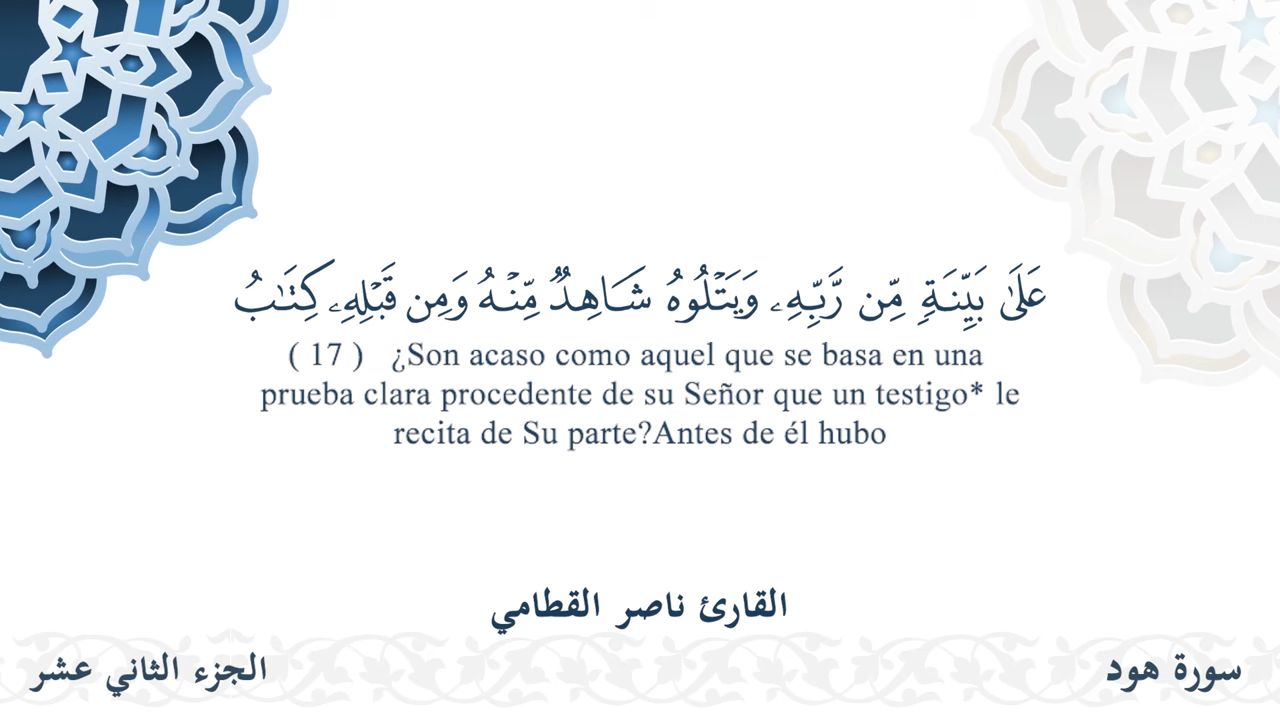 عَلَىٰ بَيِّنَةٖ مِّن رَّبِّهِۦ وَيَتۡلُوهُ شَاهِدٞ مِّنۡهُ وَمِن قَبۡلِهِۦ كِتَٰبُ
( 17 ) ¿Son acaso como aquel que se basa en una
prueba clara procedente de su Señor que un testigo* le
recita de Su parte?Antes de él hubo
القارئ ناصر القطامي
سورة هود
الجزء الثاني عشر